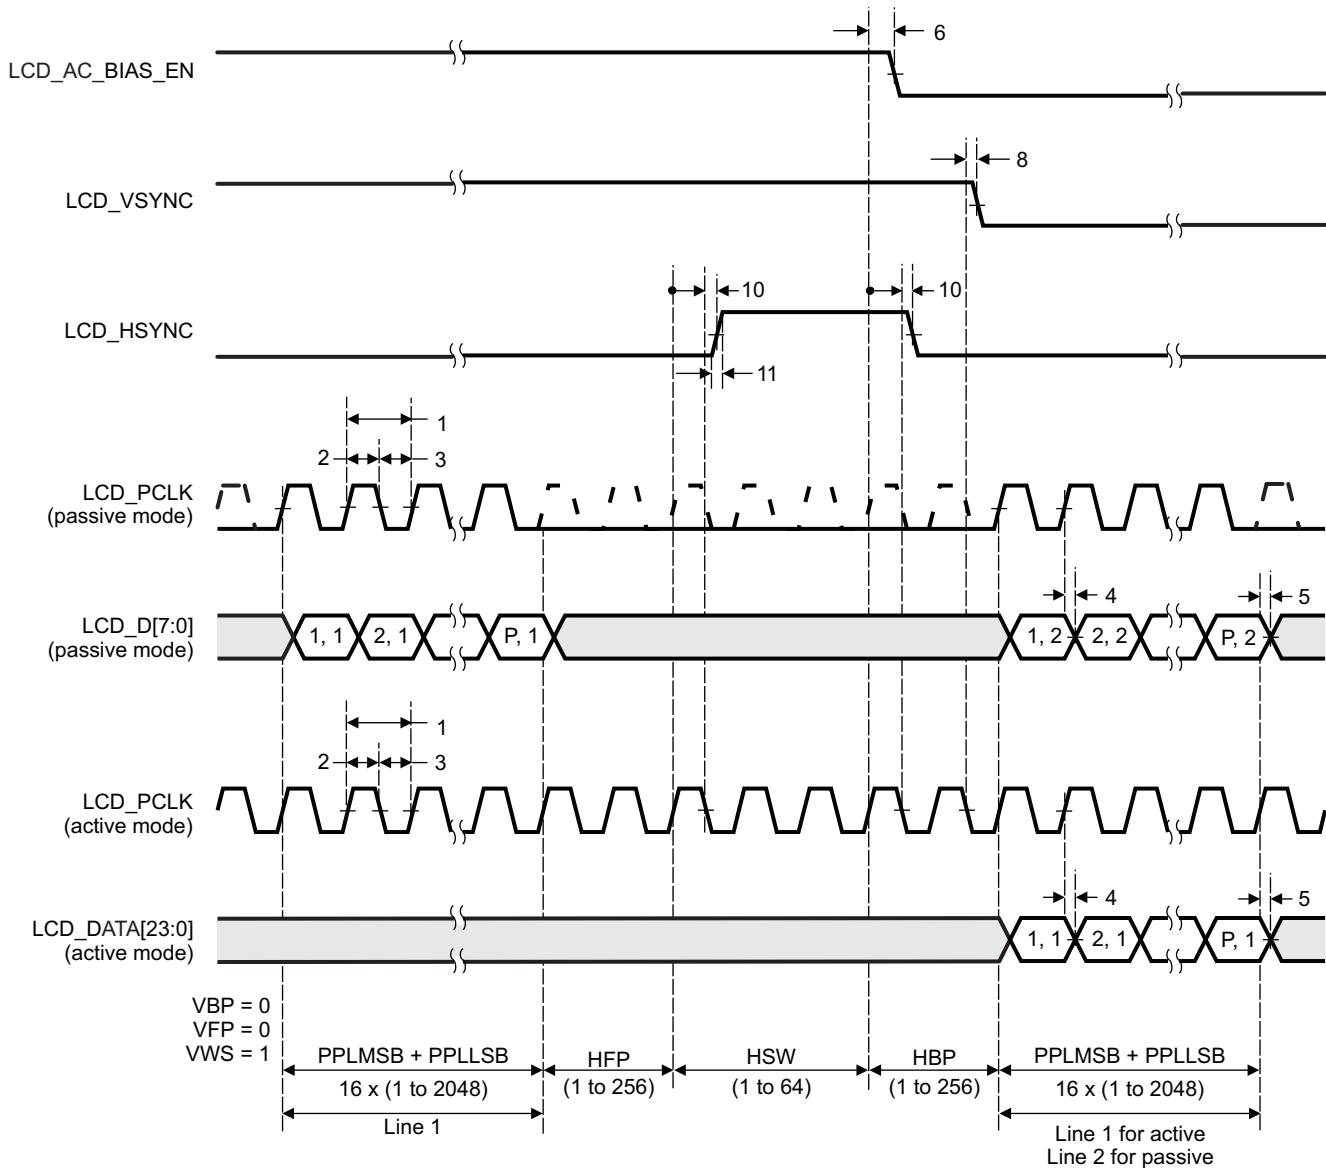 6
LCD_AC_BIAS_EN
8
LCD_VSYNC
10
10
LCD_HSYNC
11
1
2
3
LCD_PCLK
(passive mode)
4
5
LCD_D[7:0]
(passive mode)
1, 1
2, 1
P, 1
1, 2
2, 2
P, 2
1
2
3
LCD_PCLK
(active mode)
4
5
LCD_DATA[23:0]
(active mode)
1, 1
2, 1
P, 1
VBP = 0
VFP = 0
VWS = 1
PPLMSB + PPLLSB
16 x (1 to 2048)
Line 1
HFP
(1 to 256)
HSW
(1 to 64)
HBP
(1 to 256)
PPLMSB + PPLLSB
16 x (1 to 2048)
Line 1 for active
Line 2 for passive